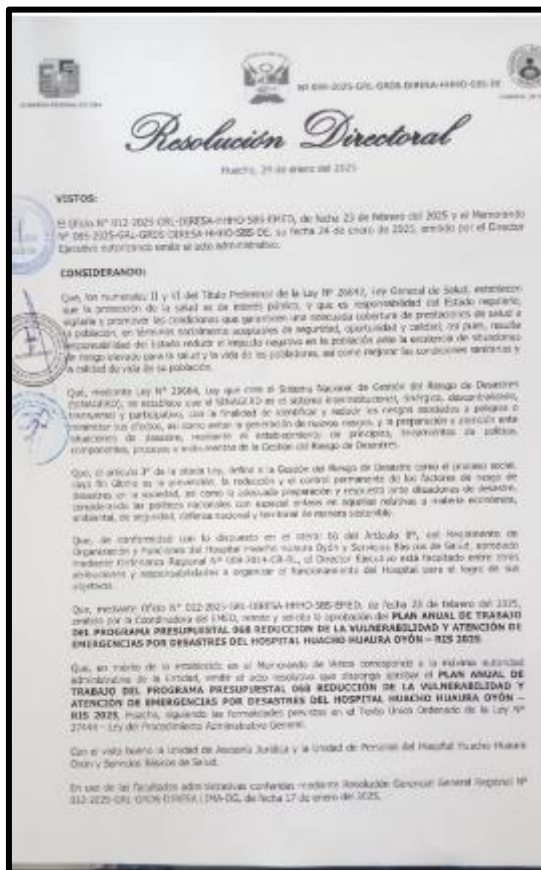 Resolución Directoral
Huacho, 24 de enero del 2025
VISTOS:
El Oficio N° 012-2025-GRL-DIRESA-HHHO-SBS-EMED, de fecha 23 de febrero del 2025 y el Memorando
N° 085-2025-GRL-GRDS-DIRESA-HHHO-SBS-DE, su fecha 24 de enero de 2025, emitido por el Director
Ejecutivo autorizando emitir el acto administrativo.
CONSIDERANDO:
Que, los numerales II y VI del Título Preliminar de la Ley N° 26842, Ley General de Salud, establecen
que la protección de la salud es de interés público, y que es responsabilidad del Estado regularla,
vigilarla y promover las condiciones que garanticen una adecuada cobertura de prestaciones de salud a
la población, en términos socialmente aceptables de seguridad, oportunidad y calidad; así pues, resulta
responsabilidad del Estado reducir el impacto negativo en la población ante la existencia de situaciones
de riesgo elevado para la salud y la vida de los pobladores, así como mejorar las condiciones sanitarias y
la calidad de vida de su población.
Que, mediante Ley N° 29664, Ley que crea el Sistema Nacional de Gestión del Riesgo de Desastres
(SINAGERD), se establece que el SINAGERD es el sistema interinstitucional, sinérgico, descentralizado,
transversal y participativo, con la finalidad de identificar y reducir los riesgos asociados a peligros o
minimizar sus efectos, así como evitar la generación de nuevos riesgos, y la preparación y atención ante
situaciones de desastre, mediante el establecimiento de principios, lineamientos de política,
componentes, procesos e instrumentos de la Gestión del Riesgo de Desastres.
Que, el artículo 3° de la citada Ley, define a la Gestión del Riesgo de Desastre como el proceso social,
cuyo fin último es la prevención, la reducción y el control permanente de los factores de riesgo de
desastres en la sociedad, así como la adecuada preparación y respuesta ante situaciones de desastre,
considerando las políticas nacionales con especial énfasis en aquellas relativas a materia económica,
ambiental, de seguridad, defensa nacional y territorial de manera sostenible.
Que, de conformidad con lo dispuesto en el literal b) del Artículo 8°, del Reglamento de
Organización y Funciones del Hospital Huacho Huaura Oyón y Servicios Básicos de Salud, aprobado
mediante Ordenanza Regional N° 008-2014-CR-RL, el Director Ejecutivo está facultado entre otras
atribuciones y responsabilidades a organizar el funcionamiento del Hospital para el logro de sus
objetivos.
Que, mediante Oficio N° 012-2025-GRL-DIRESA-HHHO-SBS-EMED, de fecha 23 de febrero del 2025,
emitido por la Coordinadora del EMED, remite y solicita la aprobación del PLAN ANUAL DE TRABAJO
DEL PROGRAMA PRESUPUESTAL 068 REDUCCION DE LA VULNERABILIDAD Y ATENCIÓN DE
EMERGENCIAS POR DESASTRES DEL HOSPITAL HUACHO HUAURA OYÓN – RIS 2025.
Que, en mérito de lo establecido en el Memorando de Vistos corresponde a la máxima autoridad
administrativa de la Entidad, emitir el acto resolutivo que disponga aprobar el PLAN ANUAL DE
TRABAJO DEL PROGRAMA PRESUPUESTAL 068 REDUCCIÓN DE LA VULNERABILIDAD Y
ATENCIÓN DE EMERGENCIAS POR DESASTRES DEL HOSPITAL HUACHO HUAURA OYÓN –
RIS 2025, Huacho, siguiendo las formalidades previstas en el Texto Único Ordenado de la Ley N°
27444 - Ley del Procedimiento Administrativo General.
Con el visto bueno la Unidad de Asesoría Jurídica y la Unidad de Personal del Hospital Huacho Huaura
Oyón y Servicios Básicos de Salud.
En uso de las facultades administrativas conferidas mediante Resolución Gerencial General Regional N°
012-2025-GRL-GRDS-DIRESA LIMA-DG, de fecha 17 de enero del 2025.